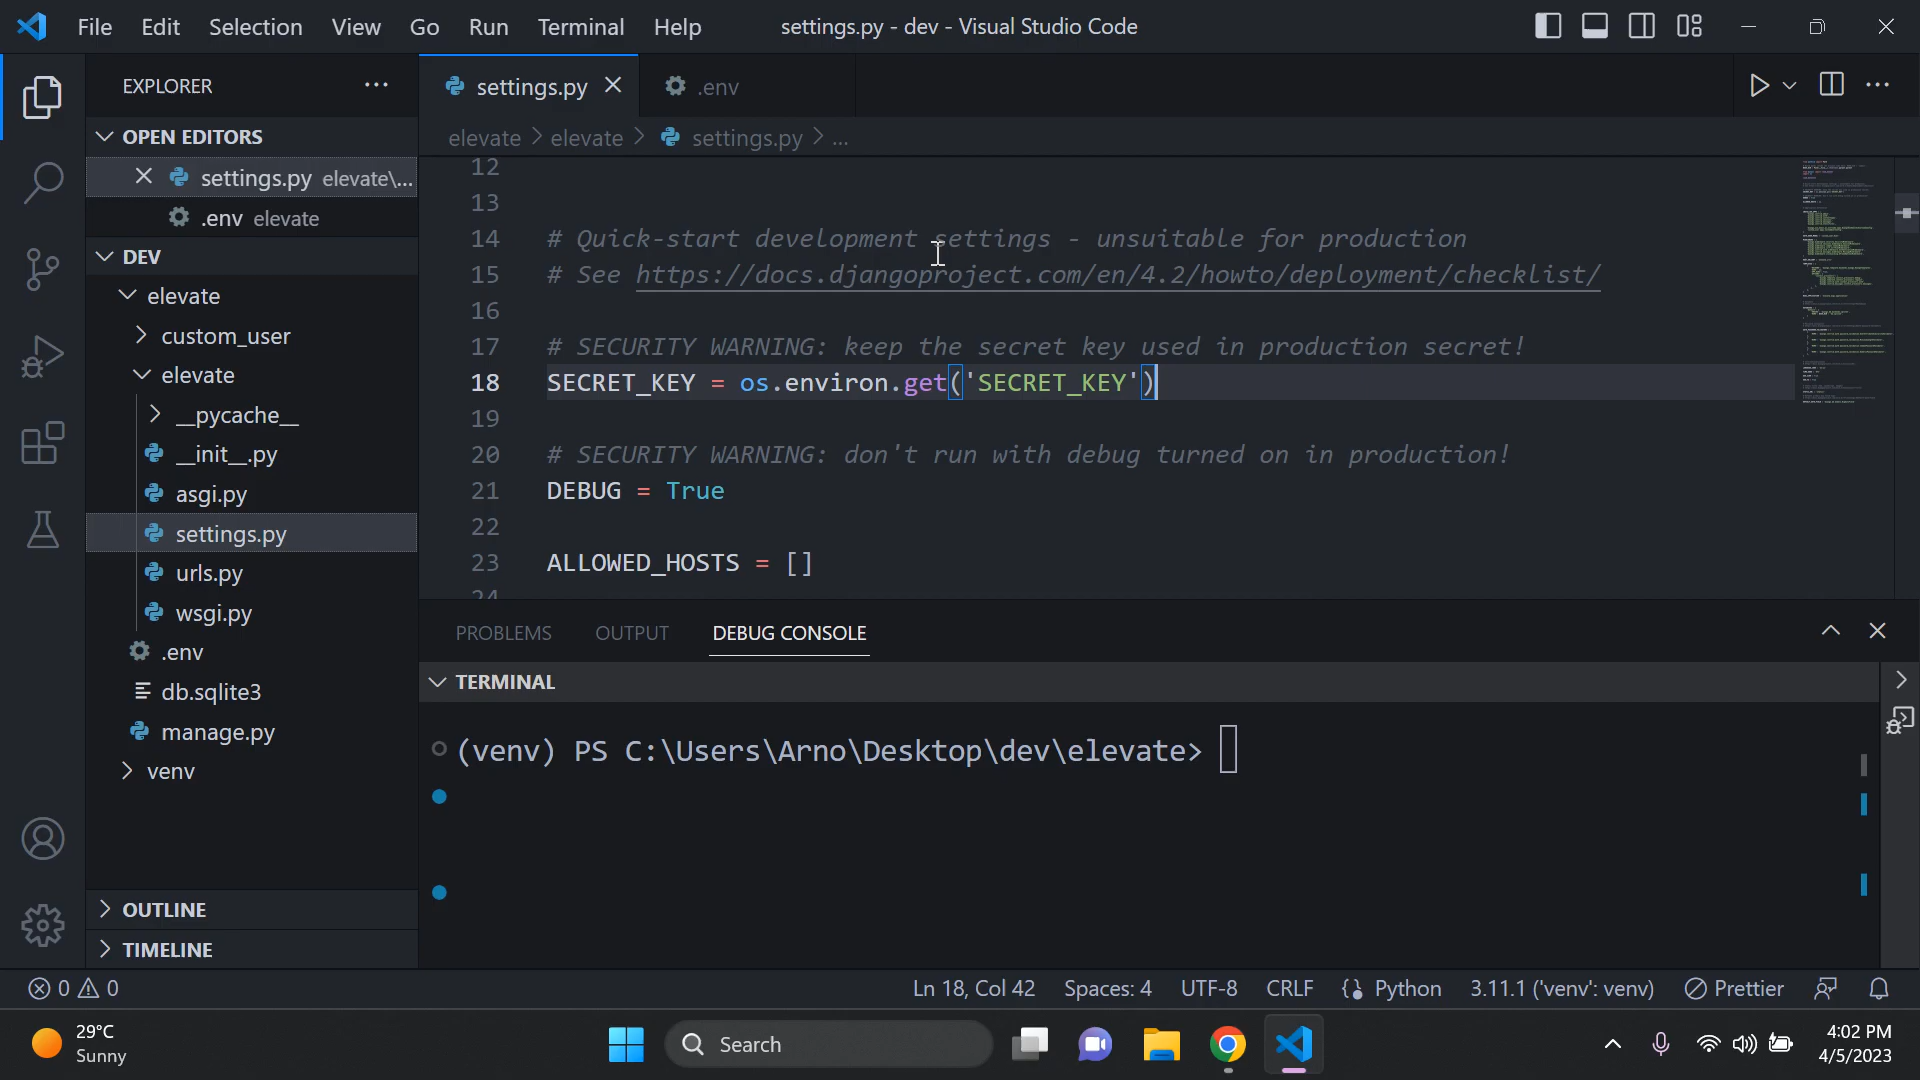 File Edit Selection View Go Run Terminal Help
settings.py - dev - Visual Studio Code
EXPLORER
OPEN EDITORS
settings.py elevate\...
.env elevate
DEV
elevate
custom_user
elevate
__pycache__
__init__.py
asgi.py
settings.py
urls.py
wsgi.py
.env
db.sqlite3
manage.py
venv
OUTLINE
TIMELINE
settings.py
.env
elevate > elevate > settings.py > ...
12
13
14 # Quick-start development settings - unsuitable for production
15 # See https://docs.djangoproject.com/en/4.2/howto/deployment/checklist/
16
17 # SECURITY WARNING: keep the secret key used in production secret!
18 SECRET_KEY = os.environ.get('SECRET_KEY')
19
20 # SECURITY WARNING: don't run with debug turned on in production!
21 DEBUG = True
22
23 ALLOWED_HOSTS = []
24
PROBLEMS OUTPUT DEBUG CONSOLE
TERMINAL
(venv) PS C:\Users\Arno\Desktop\dev\elevate>
0 0
Ln 18, Col 42 Spaces: 4 UTF-8 CRLF Python 3.11.1 ('venv': venv) Prettier
29°C
Sunny
Search
4:02 PM
4/5/2023